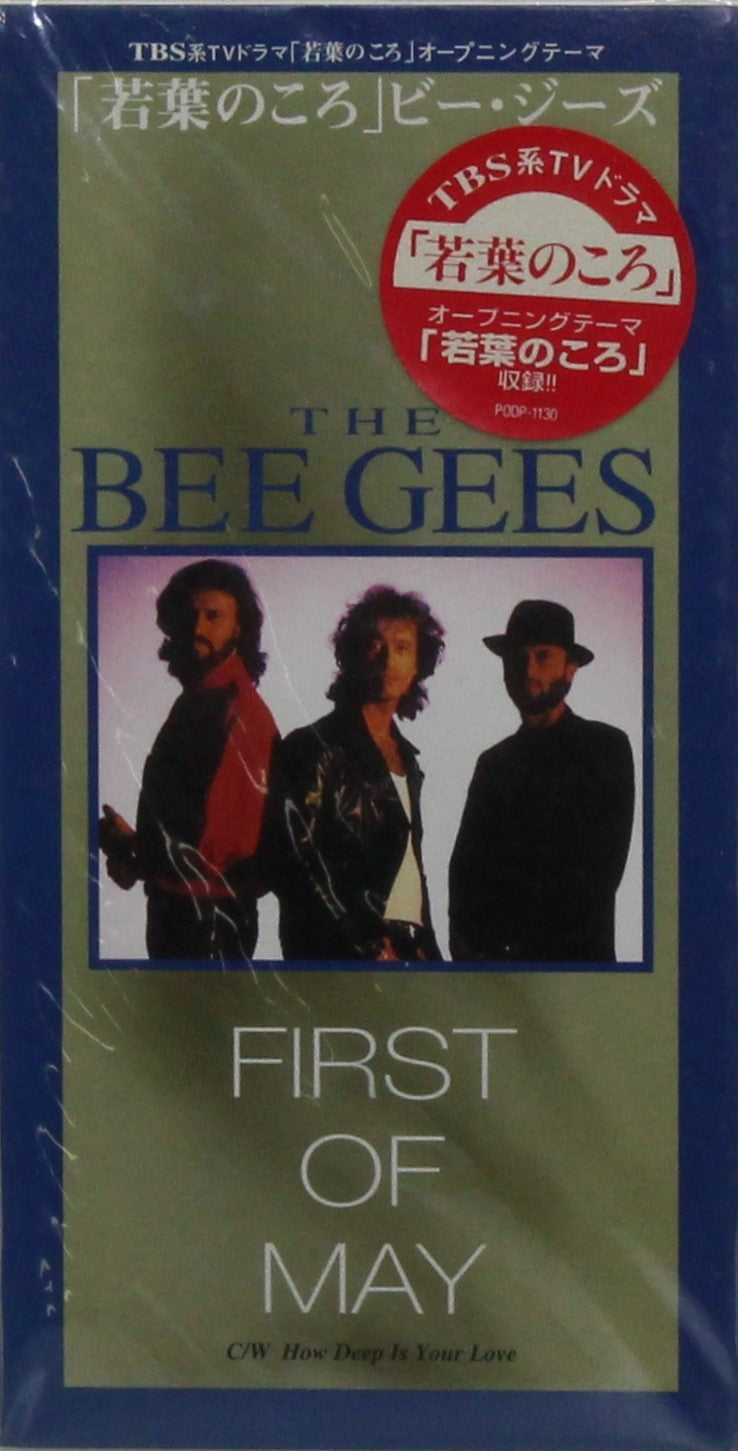 TBS系TVドラマ「若葉のころ」オープニングテーマ
「若葉のころ」ビー・ジーズ
TBS系TVドラマ
「若葉のころ」
オープニングテーマ
「若葉のころ」
収録!!
PODP-1130
THE
BEE GEES
FIRST
OF
MAY
C/W How Deep Is Your Love